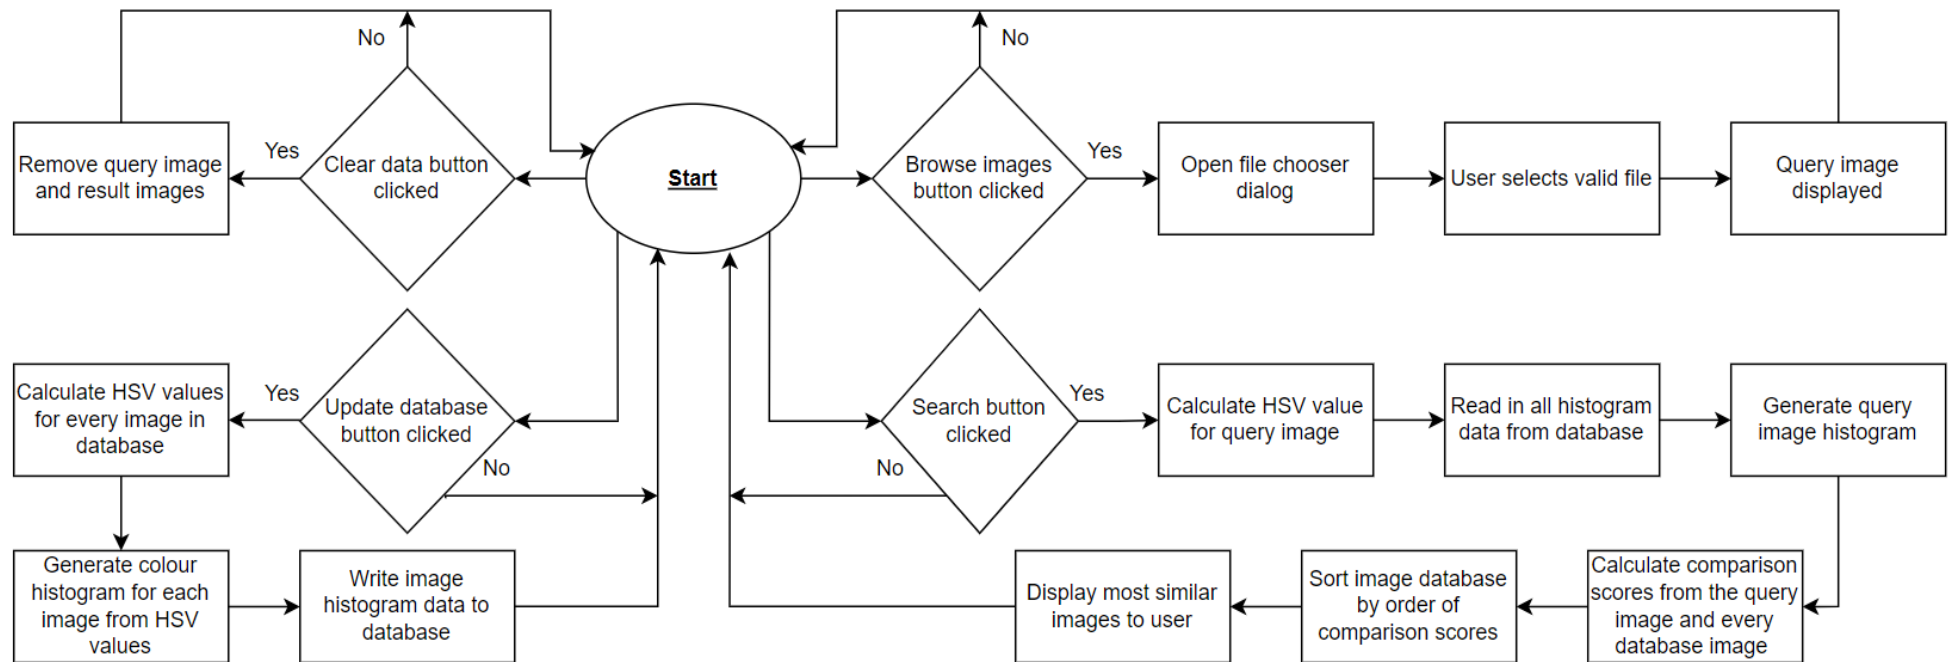 No
No
Remove query image
and result images
Yes
Clear data button
clicked
Start
Browse images
button clicked
Yes
Open file chooser
dialog
User selects valid file
Query image
displayed
Calculate HSV values
for every image in
database
Yes
Update database
button clicked
No
Search button
clicked
Yes
No
Calculate HSV value
for query image
Read in all histogram
data from database
Generate query
image histogram
Generate colour
histogram for each
image from HSV
values
Write image
histogram data to
database
Display most similar
images to user
Sort image database
by order of
comparison scores
Calculate comparison
scores from the query
image and every
database image